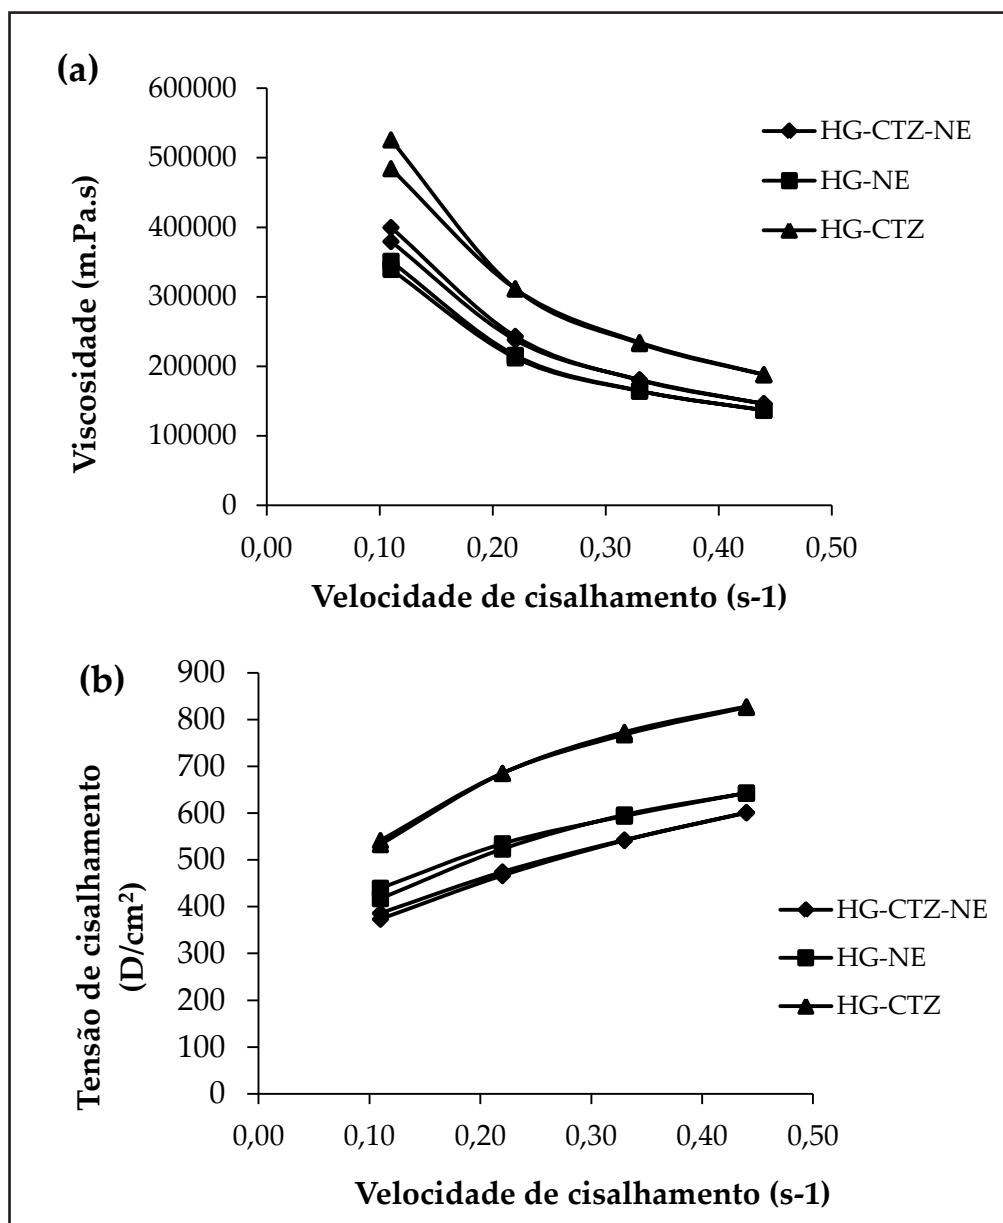 (a)
600000
500000
400000
300000
200000
100000
0
Viscosidade (m.Pa.s)
HG-CTZ-NE
HG-NE
HG-CTZ
0,00 0,10 0,20 0,30 0,40 0,50
Velocidade de cisalhamento (s-1)
(b)
900
800
700
600
500
400
300
200
100
0
Tensão de cisalhamento
(D/cm²)
HG-CTZ-NE
HG-NE
HG-CTZ
0,00 0,10 0,20 0,30 0,40 0,50
Velocidade de cisalhamento (s-1)